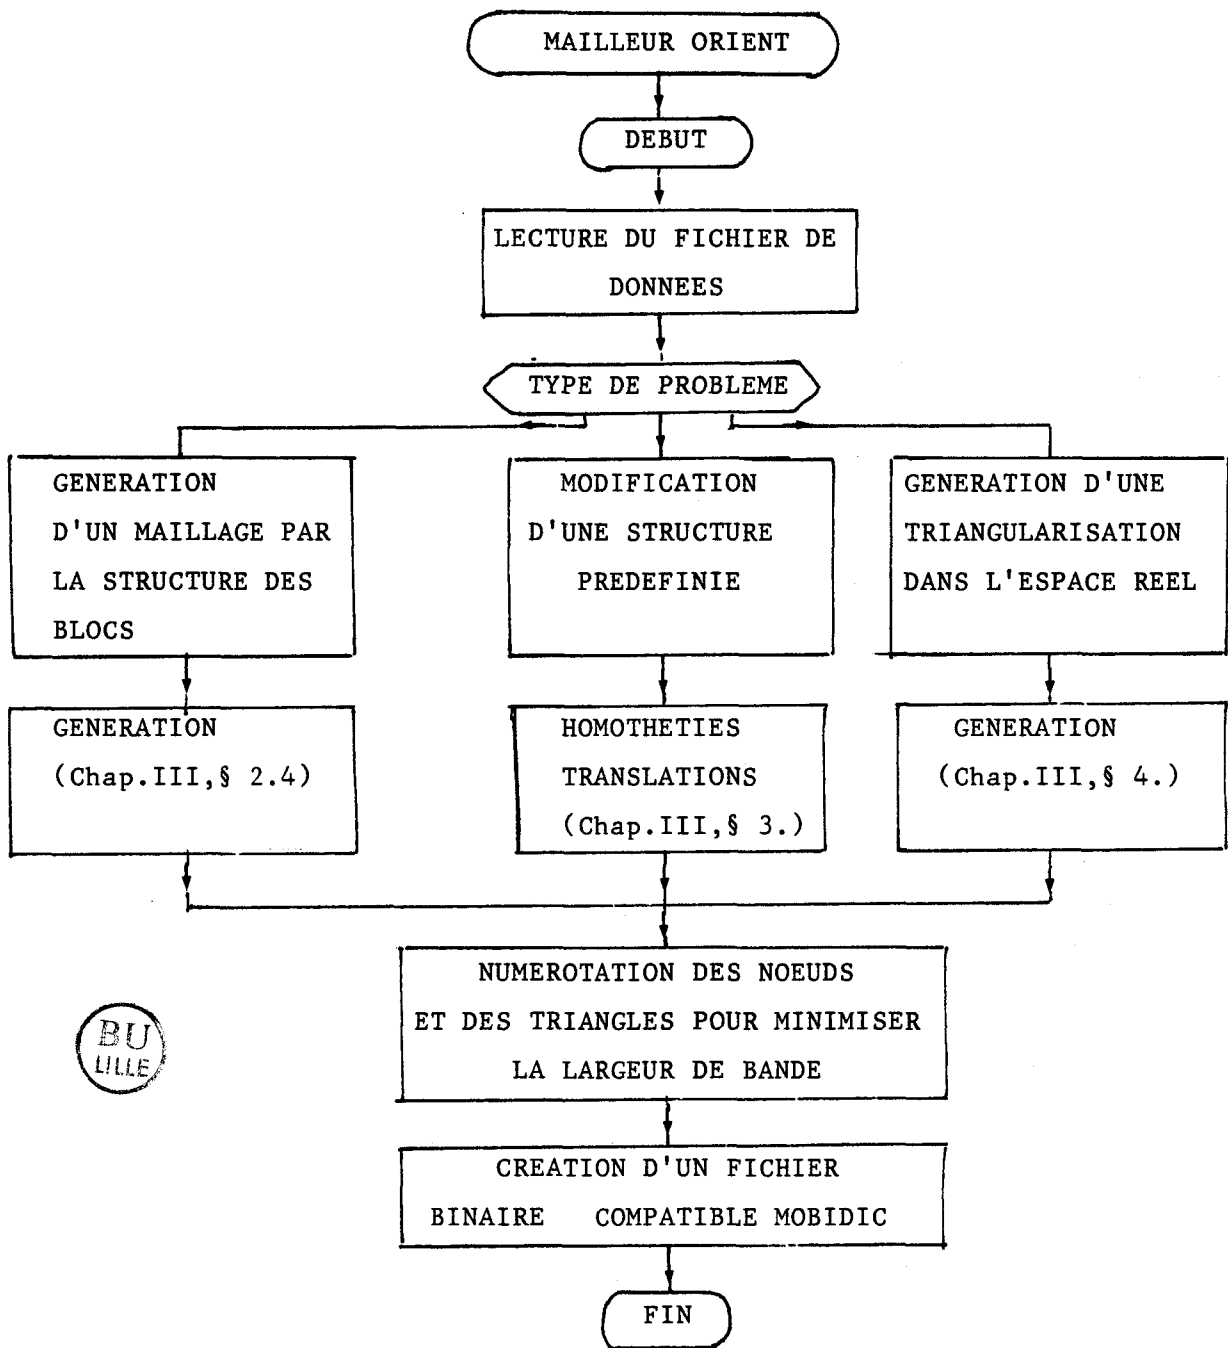 MAILLEUR ORIENT
DEBUT
LECTURE DU FICHIER DE
DONNEES
TYPE DE PROBLEME
GENERATION
D'UN MAILLAGE PAR
LA STRUCTURE DES
BLOCS
MODIFICATION
D'UNE STRUCTURE
PREDEFINIE
GENERATION D'UNE
TRIANGULARISATION
DANS L'ESPACE REEL
GENERATION
(Chap.III,§ 2.4)
HOMOTHETIES
TRANSLATIONS
(Chap.III,§ 3.)
GENERATION
(Chap.III,§ 4.)
NUMEROTATION DES NOEUDS
ET DES TRIANGLES POUR MINIMISER
LA LARGEUR DE BANDE
BU
LILLE
CREATION D'UN FICHIER
BINAIRE COMPATIBLE MOBIDIC
FIN